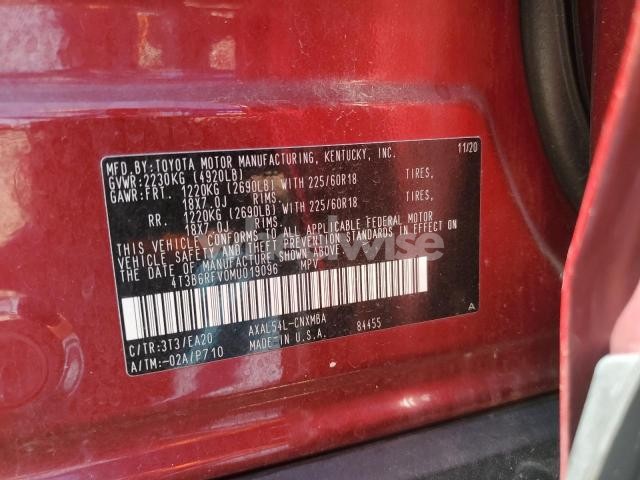 MFD.BY:TOYOTA MOTOR MANUFACTURING, KENTUCKY, INC. 11/20
GVWR:2230KG (4920LB)
GAWR:FRT. 1220KG (2690LB) WITH 225/60R18 TIRES,
18X7.0J RIMS.
RR. 1220KG (2690LB) WITH 225/60R18 TIRES,
18X7.0J RIMS.
THIS VEHICLE CONFORMS TO ALL APPLICABLE FEDERAL MOTOR
VEHICLE SAFETY AND THEFT PREVENTION STANDARDS IN EFFECT ON
THE DATE OF MANUFACTURE SHOWN ABOVE.
4T3B6RFV0MU019096 MPV
C/TR:3T3/EA20 AXAL54L-CNXMBA 84455 A
A/TM:-02A/P710 MADE IN U.S.A.